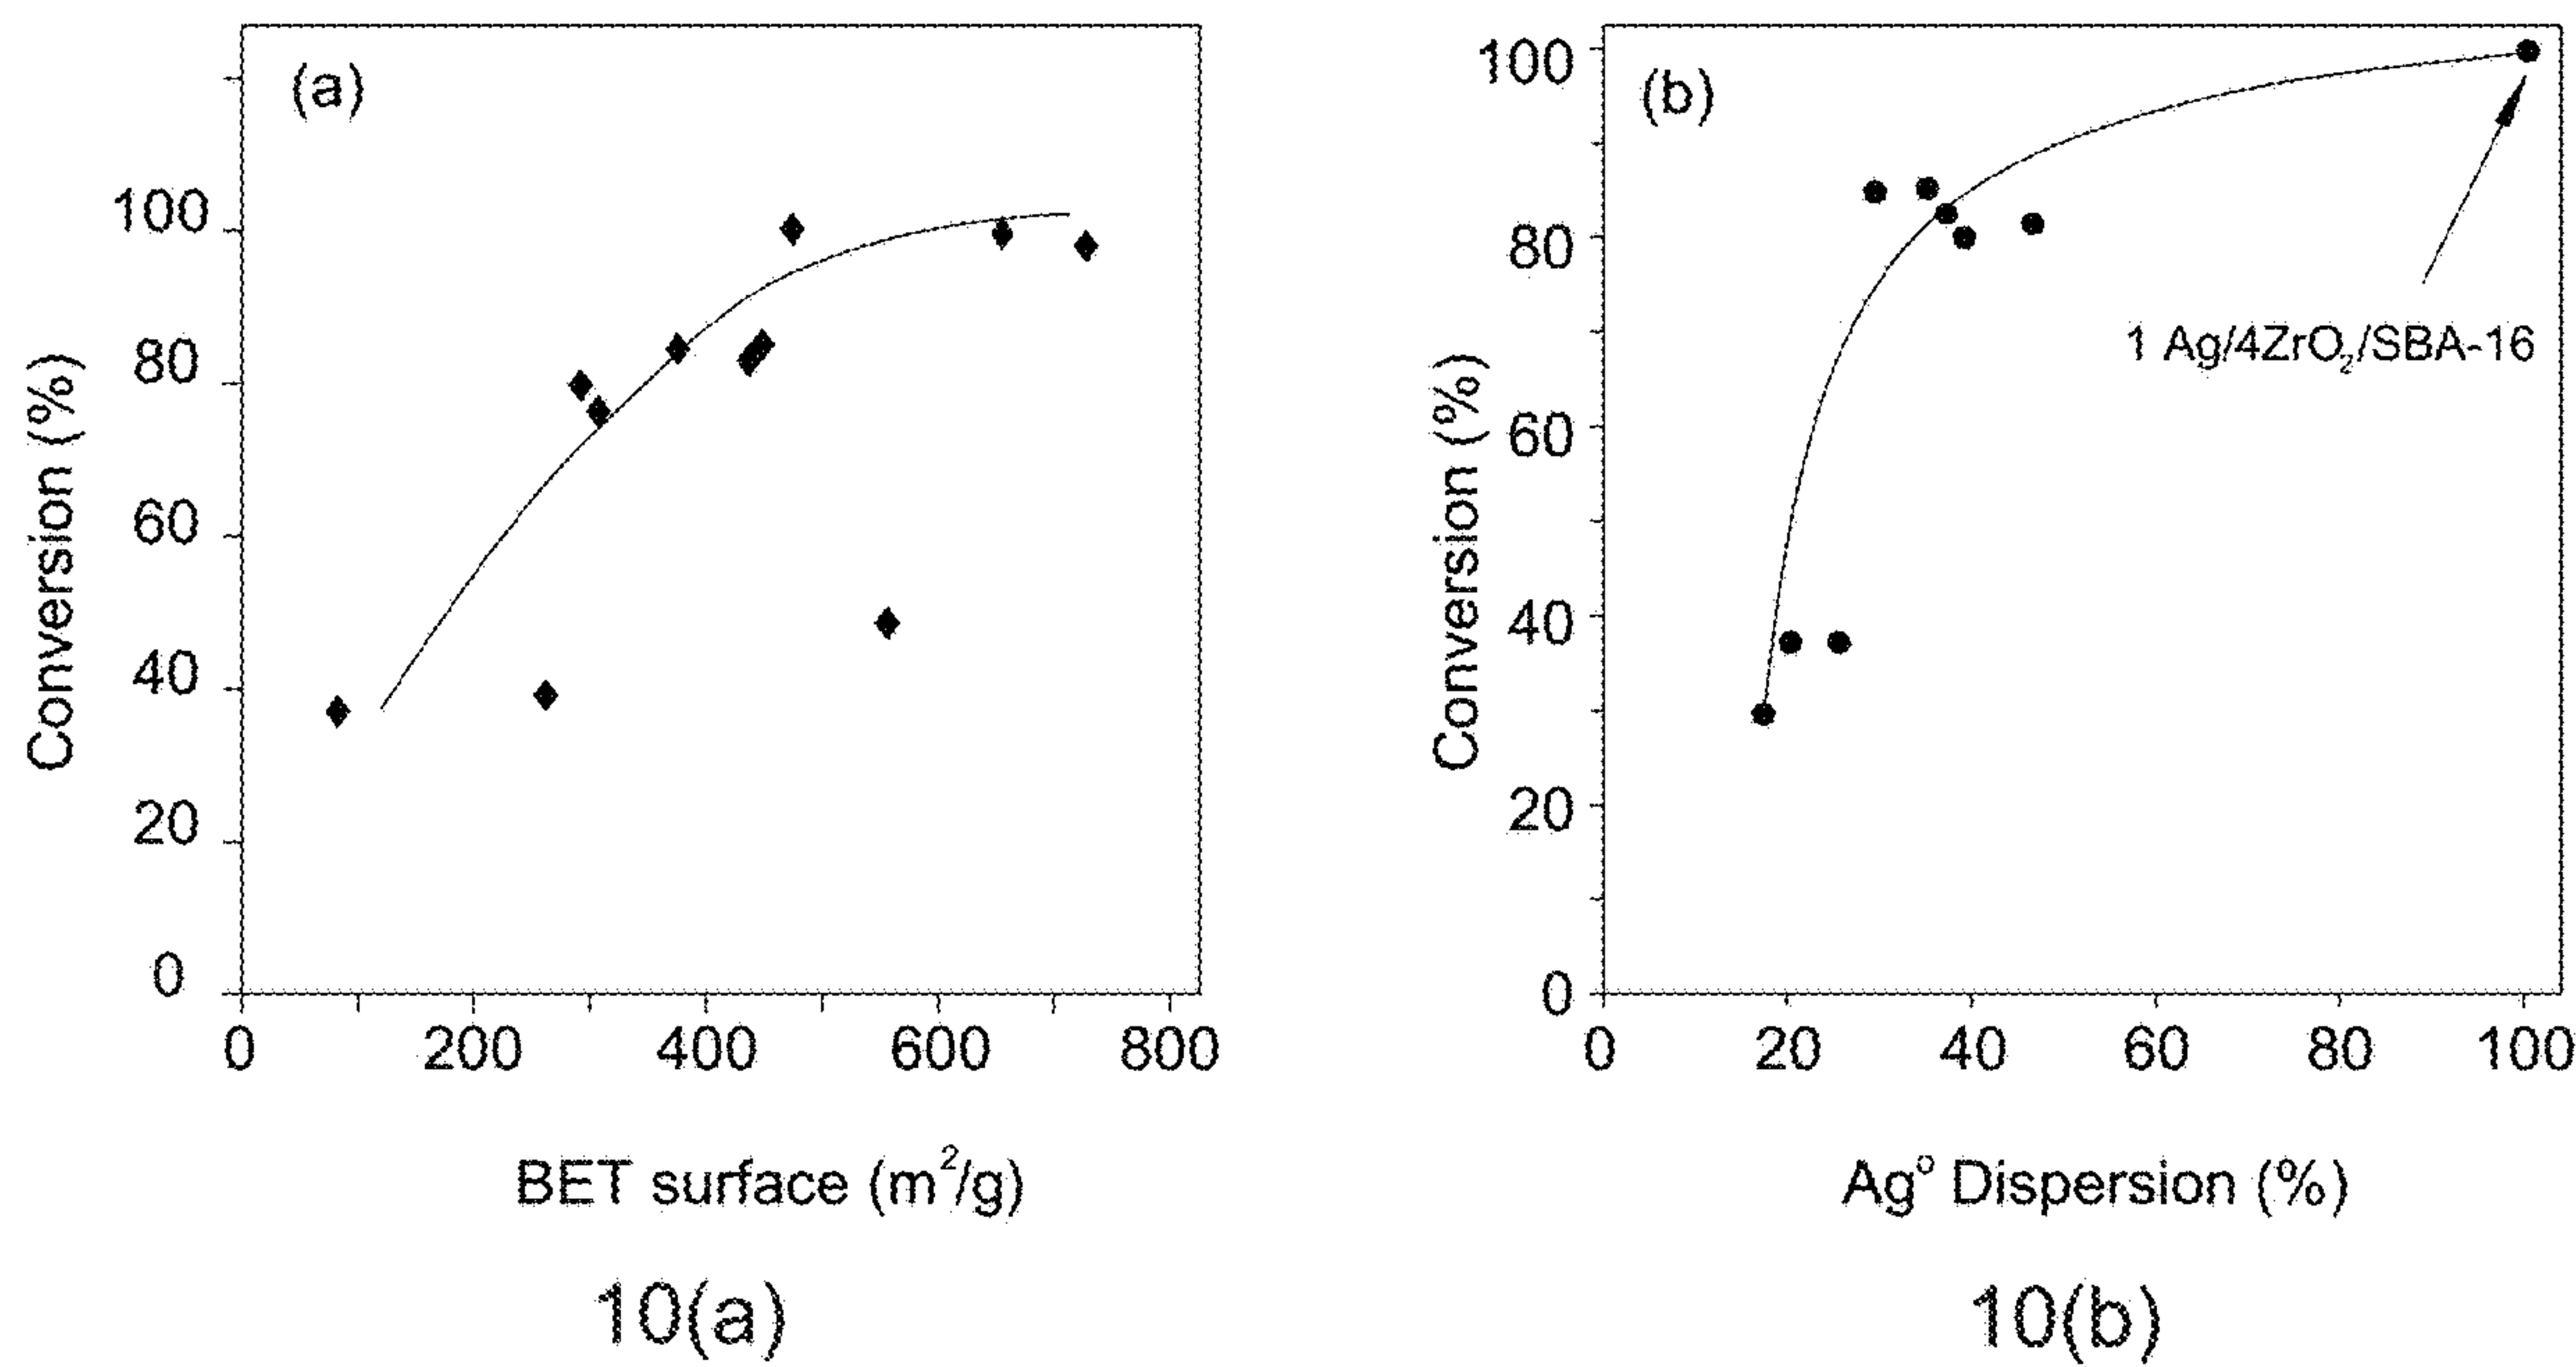 (a)
Conversion (%)
100
80
60
40
20
0
0 200 400 600 800
BET surface (m²/g)
10(a)
(b)
Conversion (%)
100
80
60
40
20
0
1 Ag/4ZrO₂/SBA-16
0 20 40 60 80 100
Ag° Dispersion (%)
10(b)